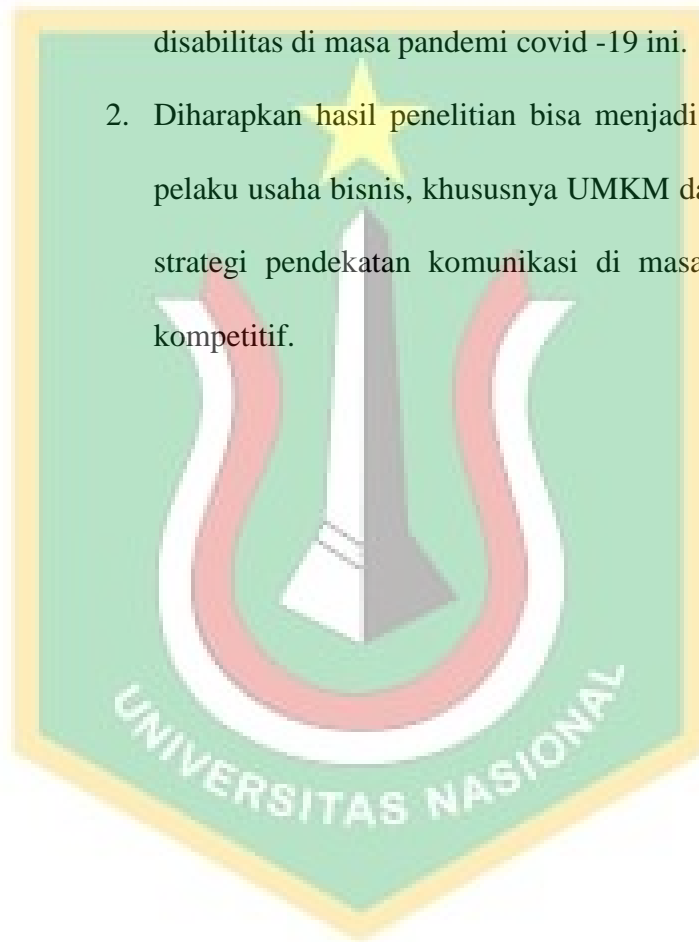 disabilitas di masa pandemi covid -19 ini.
2. Diharapkan hasil penelitian bisa menjadi
pelaku usaha bisnis, khususnya UMKM
strategi pendekatan komunikasi di masa
kompetitif.
UNIVERSITAS NASIONAL